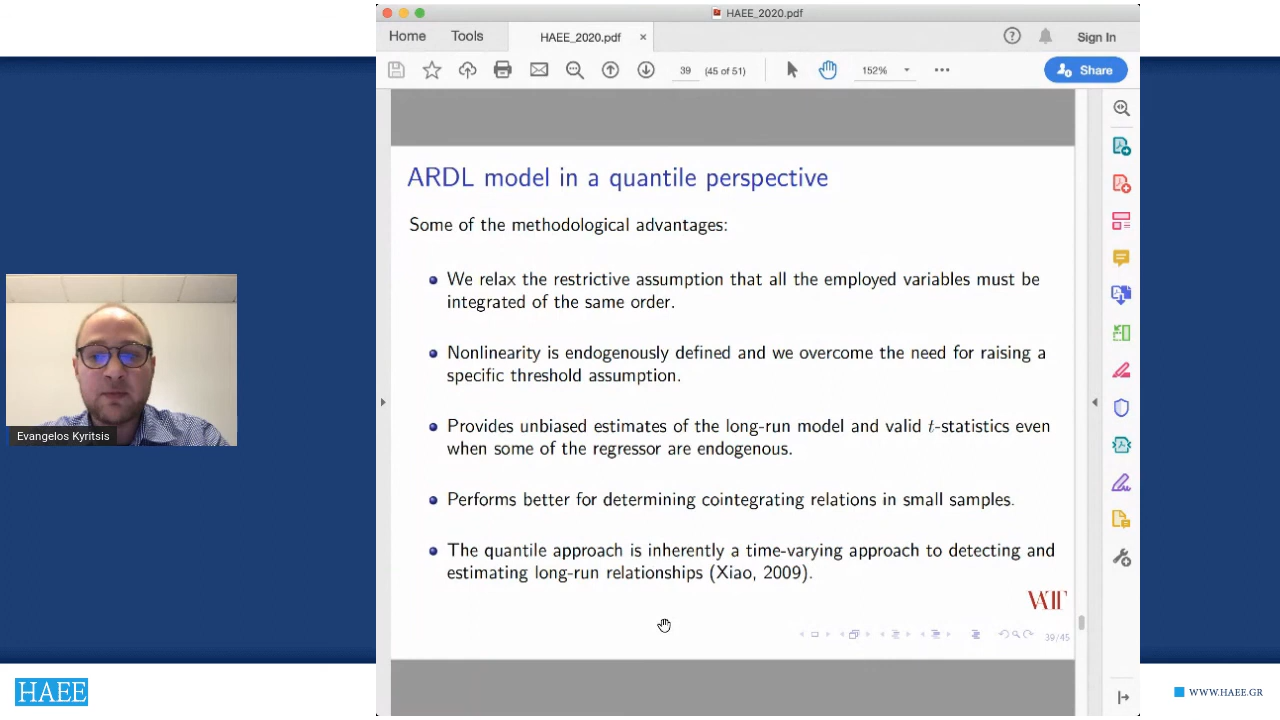 HAEE_2020.pdf
Home
Tools
HAEE_2020.pdf ×
Sign In
39 (45 of 51)
152%
Share
ARDL model in a quantile perspective
Some of the methodological advantages:
We relax the restrictive assumption that all the employed variables must be
integrated of the same order.
Nonlinearity is endogenously defined and we overcome the need for raising a
specific threshold assumption.
Provides unbiased estimates of the long-run model and valid t-statistics even
when some of the regressor are endogenous.
Performs better for determining cointegrating relations in small samples.
The quantile approach is inherently a time-varying approach to detecting and
estimating long-run relationships (Xiao, 2009).
39/45
Evangelos Kyritsis
HAEE
WWW.HAEE.GR